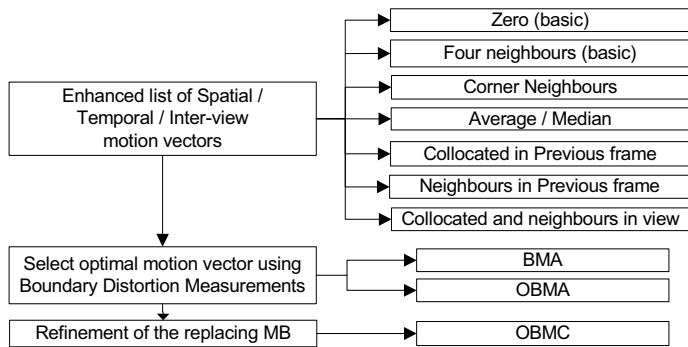 Zero (basic)
Four neighbours (basic)
Corner Neighbours
Average / Median
Collocated in Previous frame
Neighbours in Previous frame
Collocated and neighbours in view
Enhanced list of Spatial /
Temporal / Inter-view
motion vectors
Select optimal motion vector using
Boundary Distortion Measurements
BMA
OBMA
Refinement of the replacing MB
OBMC